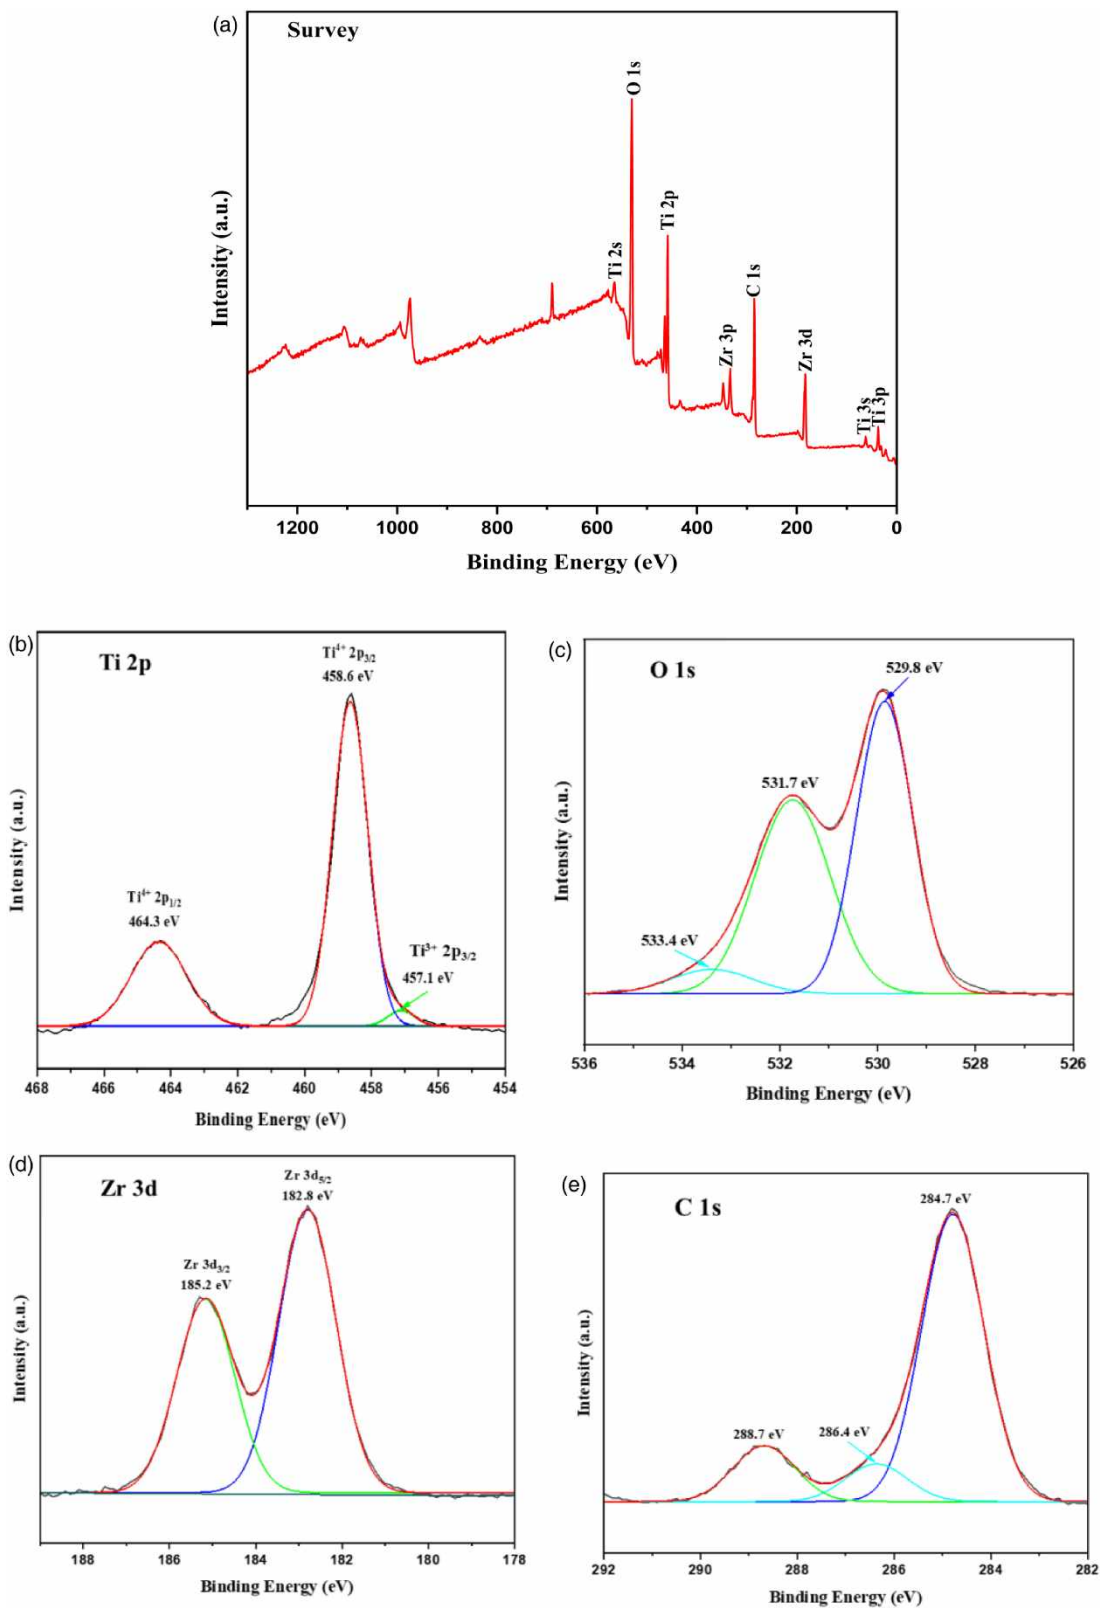 (a)
Survey
O 1s
Ti 2p
Ti 2s
C 1s
Zr 3p
Zr 3d
Ti 3s
Ti 3p
Intensity (a.u.)
1200 1000 800 600 400 200 0
Binding Energy (eV)
(b)
Ti 2p
Ti⁴⁺ 2p₃/₂
458.6 eV
Ti⁴⁺ 2p₁/₂
464.3 eV
Ti³⁺ 2p₃/₂
457.1 eV
Intensity (a.u.)
468 466 464 462 460 458 456 454
Binding Energy (eV)
(c)
O 1s
529.8 eV
531.7 eV
533.4 eV
Intensity (a.u.)
536 534 532 530 528 526
Binding Energy (eV)
(d)
Zr 3d
Zr 3d₅/₂
182.8 eV
Zr 3d₃/₂
185.2 eV
Intensity (a.u.)
188 186 184 182 180 178
Binding Energy (eV)
(e)
C 1s
284.7 eV
288.7 eV
286.4 eV
Intensity (a.u.)
292 290 288 286 284 282
Binding Energy (eV)